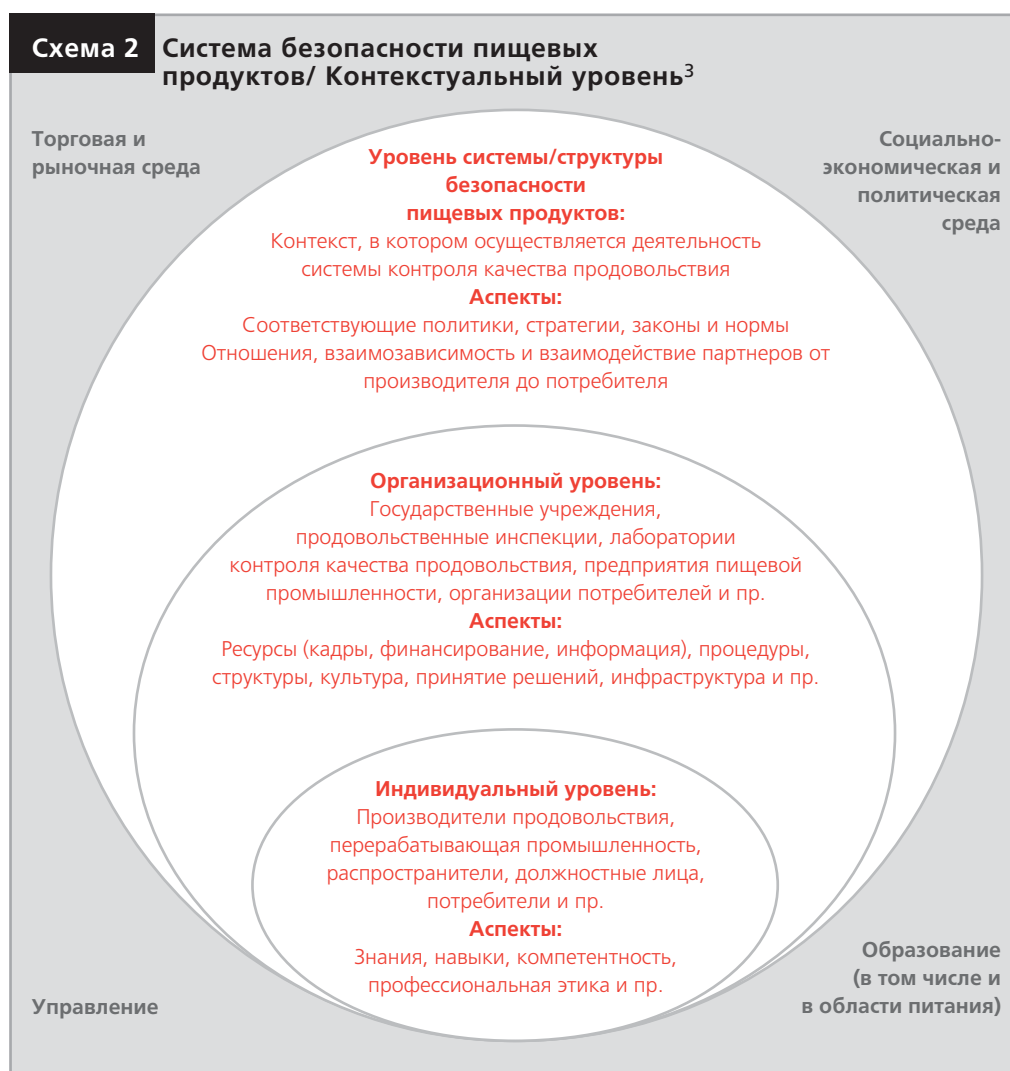 Схема 2 Система безопасности пищевых
продуктов/ Контекстуальный уровень³
Торговая и
рыночная среда
Социально-
экономическая и
политическая
среда
Уровень системы/структуры
безопасности
пищевых продуктов:
Контекст, в котором осуществляется деятельность
системы контроля качества продовольствия
Аспекты:
Соответствующие политики, стратегии, законы и нормы
Отношения, взаимозависимость и взаимодействие партнеров от
производителя до потребителя
Организационный уровень:
Государственные учреждения,
продовольственные инспекции, лаборатории
контроля качества продовольствия, предприятия пищевой
промышленности, организации потребителей и пр.
Аспекты:
Ресурсы (кадры, финансирование, информация), процедуры,
структуры, культура, принятие решений, инфраструктура и пр.
Индивидуальный уровень:
Производители продовольствия,
перерабатывающая промышленность,
распространители, должностные лица,
потребители и пр.
Аспекты:
Знания, навыки, компетентность,
профессиональная этика и пр.
Управление
Образование
(в том числе и
в области питания)